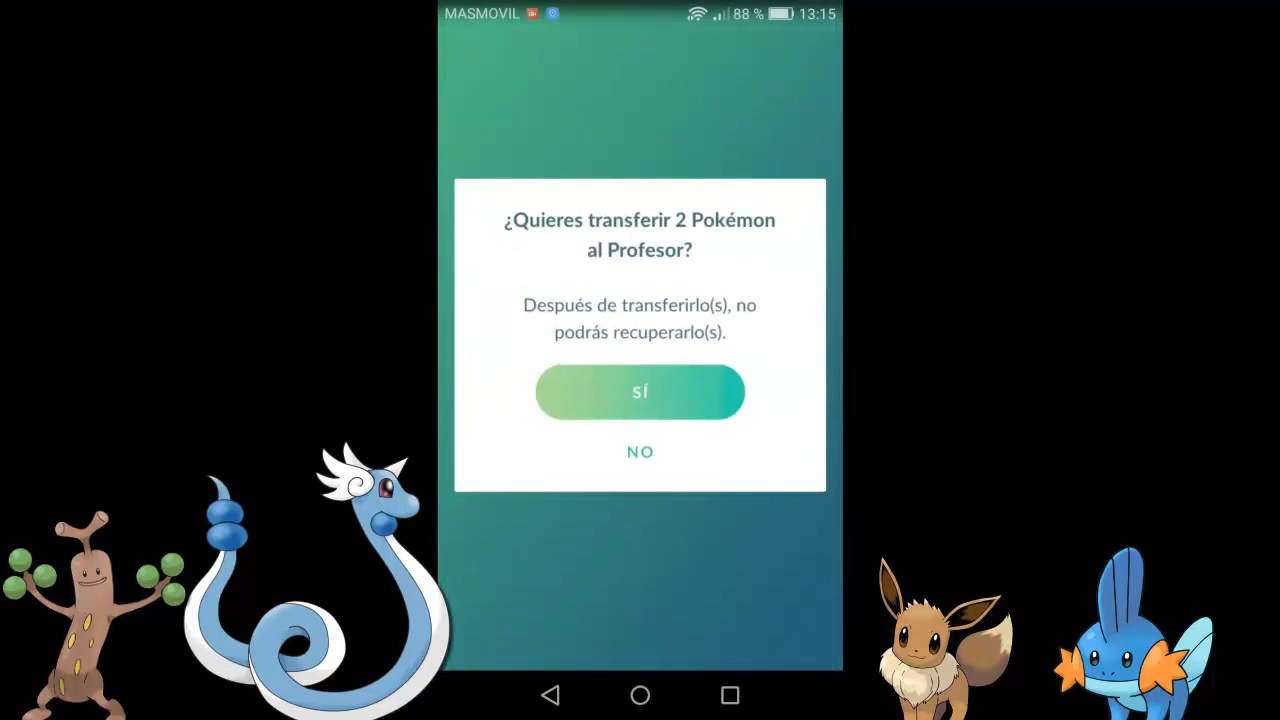 MASMOVIL 88 % 13:15
¿Quieres transferir 2 Pokémon
al Profesor?
Después de transferirlo(s), no
podrás recuperarlo(s).
SÍ
NO